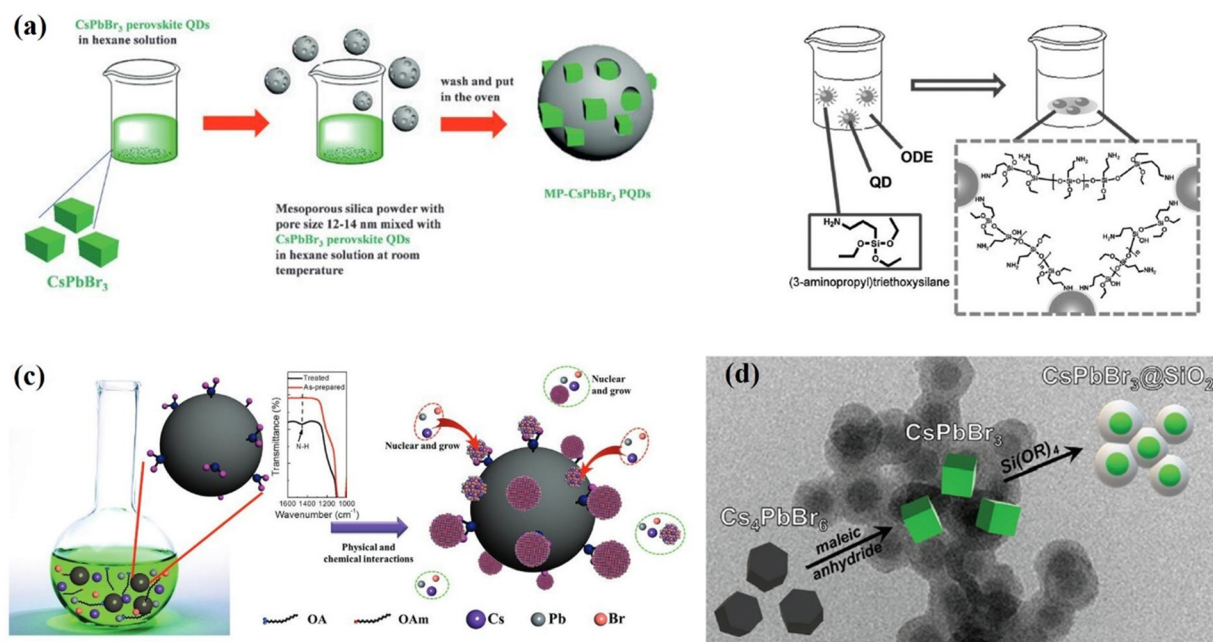 (a)
CsPbBr₃ perovskite QDs
in hexane solution
CsPbBr₃
Mesoporous silica powder with
pore size 12-14 nm mixed with
CsPbBr₃ perovskite QDs
in hexane solution at room
temperature
wash and put
in the oven
MP-CsPbBr₃ PQDs
ODE
QD
H₂N
Si
O
O
O
(3-aminopropyl)triethoxysilane
(c)
Treated
As-prepared
N-H
Transmittance (%)
1600 1400 1200 1000
Wavenumber (cm⁻¹)
Physical and
chemical interactions
Nuclear and grow
Nuclear
and grow
OA
OAm
Cs
Pb
Br
(d)
Cs₄PbBr₆
maleic
anhydride
CsPbBr₃
Si(OR)₄
CsPbBr₃@SiO₂